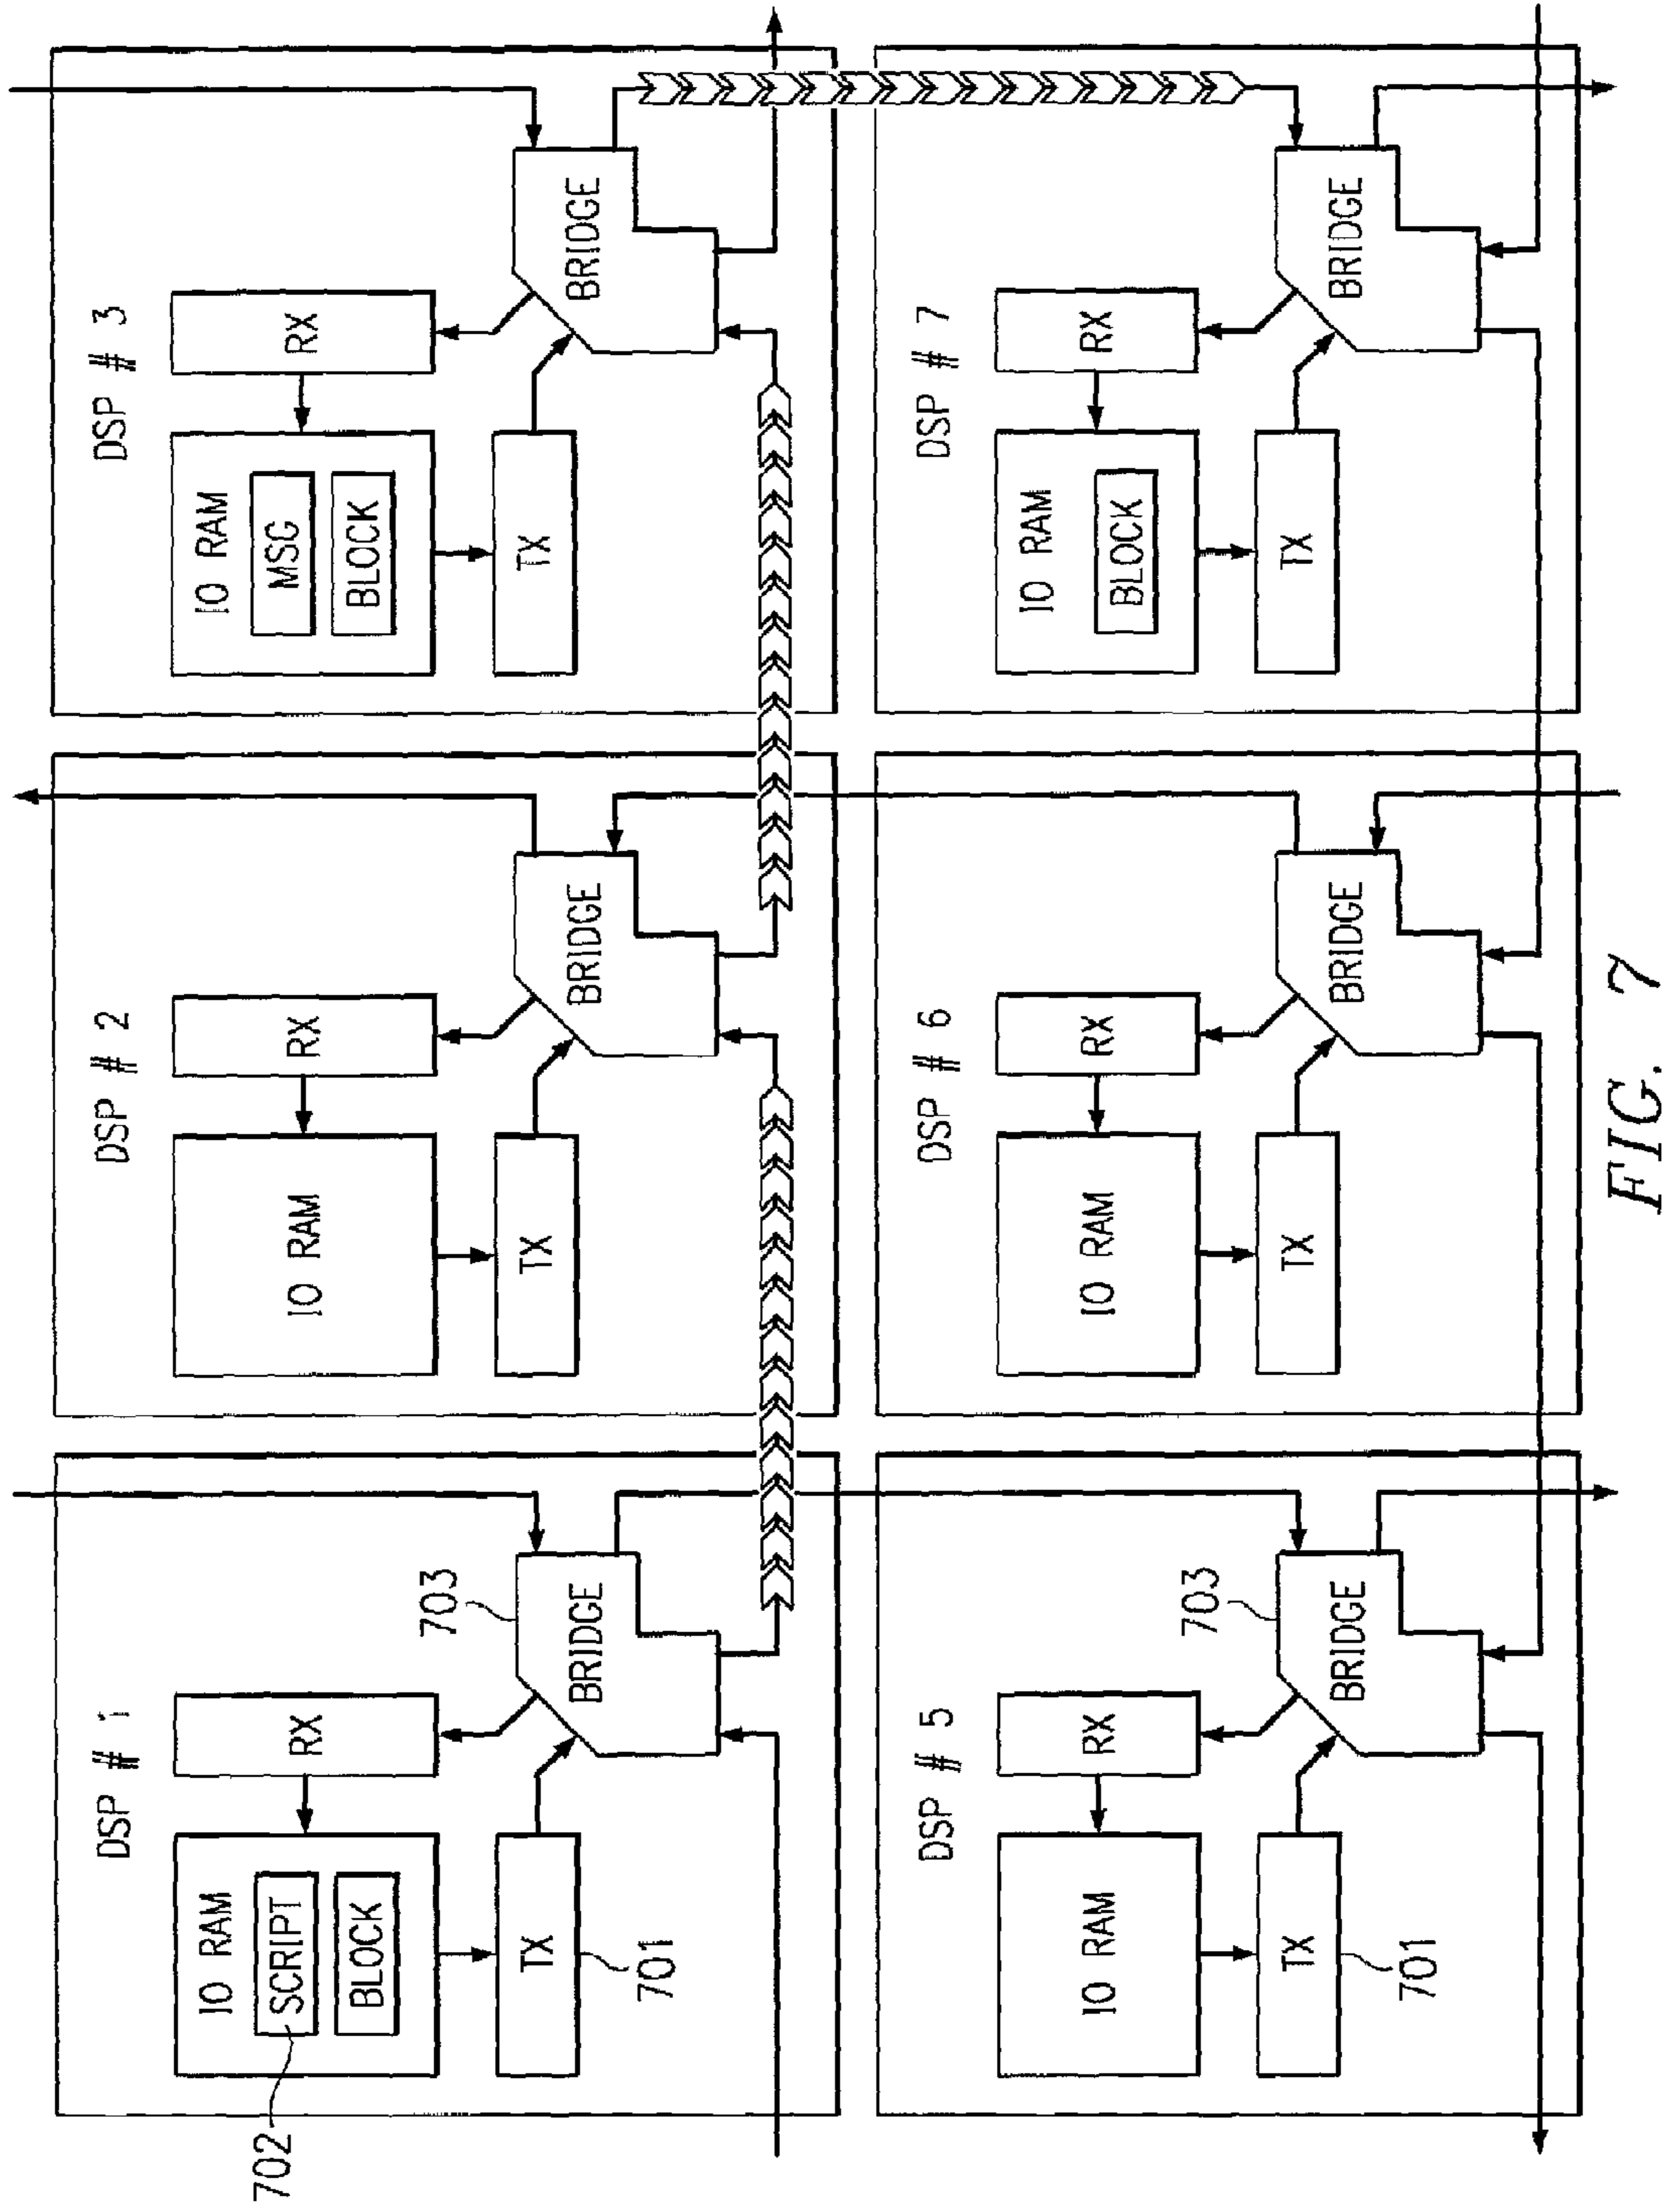 DSP # 1
IO RAM
SCRIPT
BLOCK
702
RX
TX
701
BRIDGE
703
DSP # 2
IO RAM
RX
TX
BRIDGE
DSP # 3
IO RAM
MSG
BLOCK
RX
TX
BRIDGE
DSP # 5
IO RAM
RX
TX
701
BRIDGE
703
DSP # 6
IO RAM
RX
TX
BRIDGE
DSP # 7
IO RAM
BLOCK
RX
TX
BRIDGE
FIG. 7